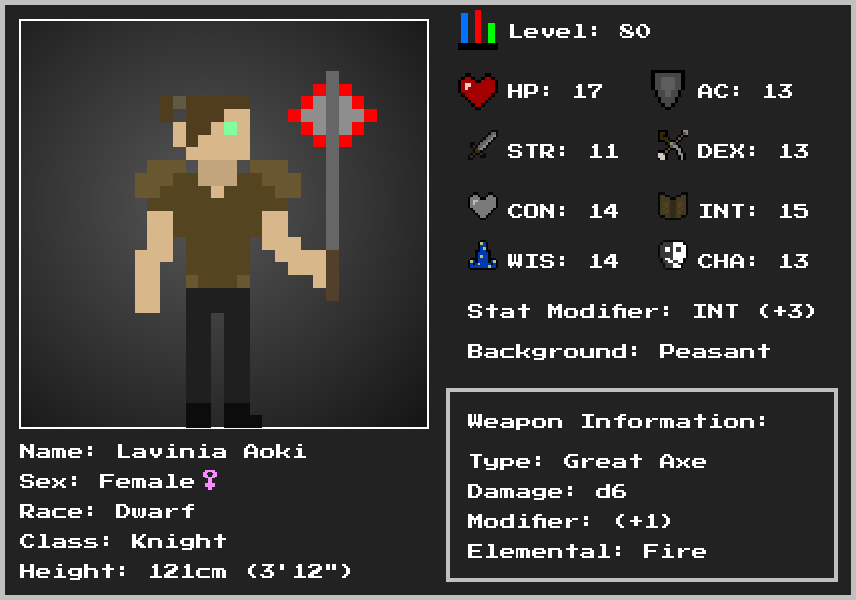 Level: 80
HP: 17 AC: 13
STR: 11 DEX: 13
CON: 14 INT: 15
WIS: 14 CHA: 13
Stat Modifier: INT (+3)
Background: Peasant
Weapon Information:
Type: Great Axe
Damage: d6
Modifier: (+1)
Elemental: Fire
Name: Lavinia Aoki
Sex: Female♀
Race: Dwarf
Class: Knight
Height: 121cm (3'12")